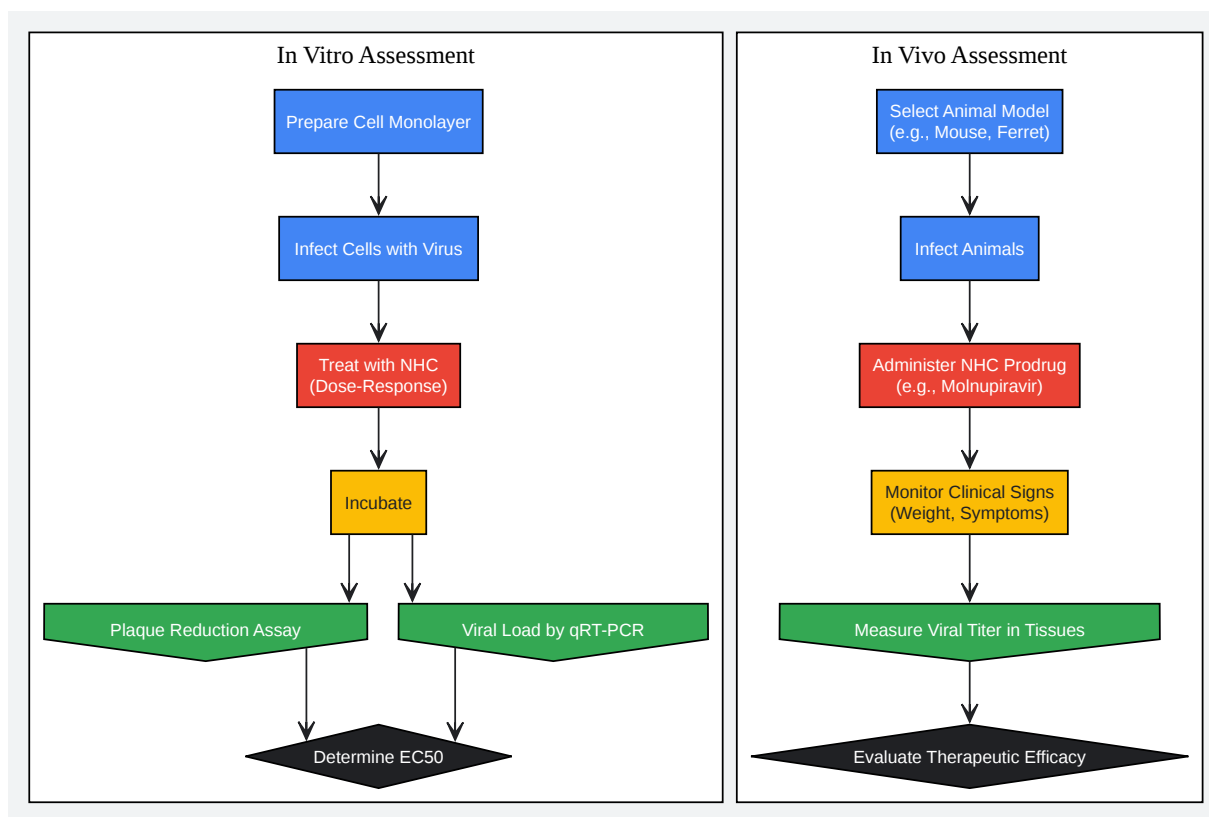 In Vitro Assessment
Prepare Cell Monolayer
Infect Cells with Virus
Treat with NHC
(Dose-Response)
Incubate
Plaque Reduction Assay
Viral Load by qRT-PCR
Determine EC50
In Vivo Assessment
Select Animal Model
(e.g., Mouse, Ferret)
Infect Animals
Administer NHC Prodrug
(e.g., Molnupiravir)
Monitor Clinical Signs
(Weight, Symptoms)
Measure Viral Titer in Tissues
Evaluate Therapeutic Efficacy